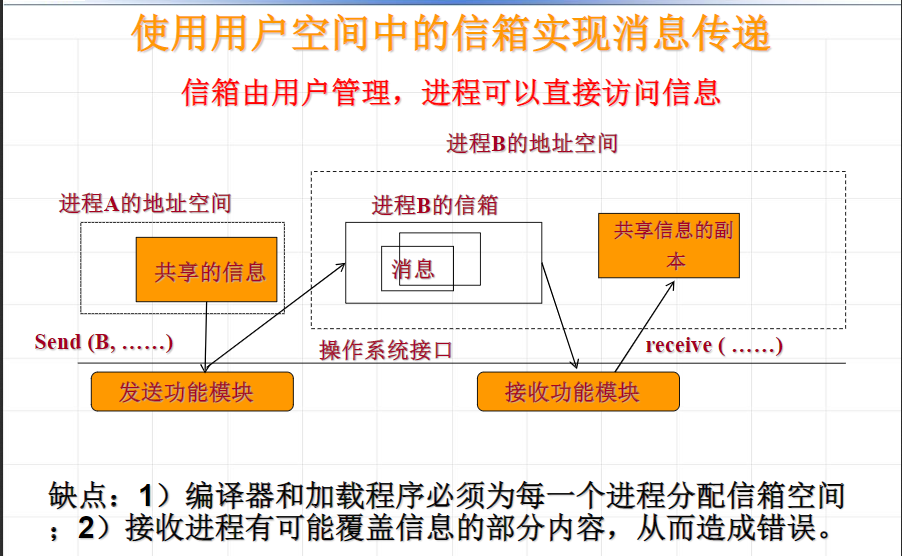 使用用户空间中的信箱实现消息传递
信箱由用户管理，进程可以直接访问信息
进程B的地址空间
进程A的地址空间
进程B的信箱
共享的信息
消息
共享信息的副
本
Send (B, ……)
操作系统接口
receive ( ……)
发送功能模块
接收功能模块
缺点：1）编译器和加载程序必须为每一个进程分配信箱空间
；2）接收进程有可能覆盖信息的部分内容，从而造成错误。